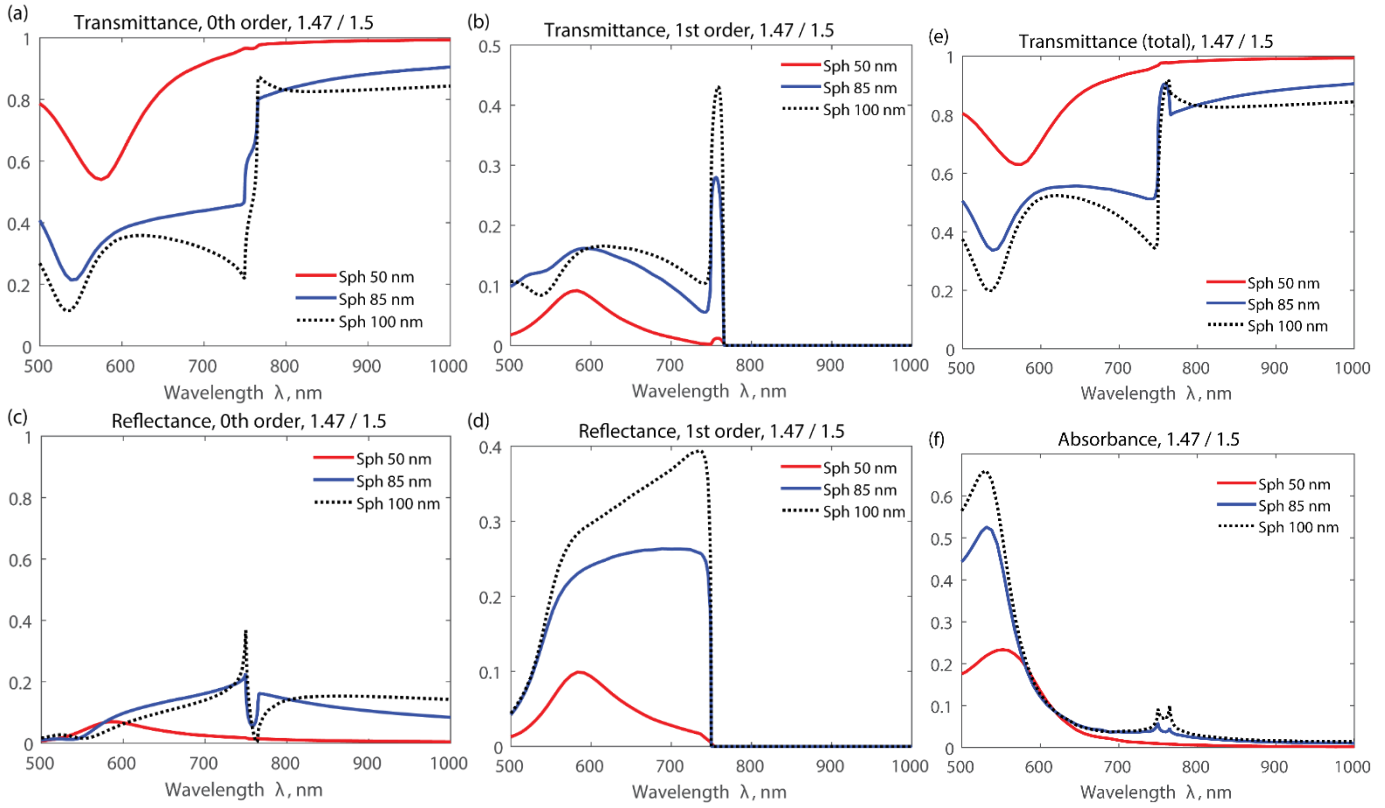 (a)
Transmittance, 0th order, 1.47 / 1.5
1
0.8
0.6
0.4
0.2
0
Sph 50 nm
Sph 85 nm
Sph 100 nm
500 600 700 800 900 1000
Wavelength λ, nm
(b)
Transmittance, 1st order, 1.47 / 1.5
0.5
0.4
0.3
0.2
0.1
0
Sph 50 nm
Sph 85 nm
Sph 100 nm
500 600 700 800 900 1000
Wavelength λ, nm
(e)
Transmittance (total), 1.47 / 1.5
1
0.8
0.6
0.4
0.2
0
Sph 50 nm
Sph 85 nm
Sph 100 nm
500 600 700 800 900 1000
Wavelength λ, nm
(c)
Reflectance, 0th order, 1.47 / 1.5
1
0.8
0.6
0.4
0.2
0
Sph 50 nm
Sph 85 nm
Sph 100 nm
500 600 700 800 900 1000
Wavelength λ, nm
(d)
Reflectance, 1st order, 1.47 / 1.5
0.4
0.3
0.2
0.1
0
Sph 50 nm
Sph 85 nm
Sph 100 nm
500 600 700 800 900 1000
Wavelength λ, nm
(f)
Absorbance, 1.47 / 1.5
0.6
0.5
0.4
0.3
0.2
0.1
0
Sph 50 nm
Sph 85 nm
Sph 100 nm
500 600 700 800 900 1000
Wavelength λ, nm